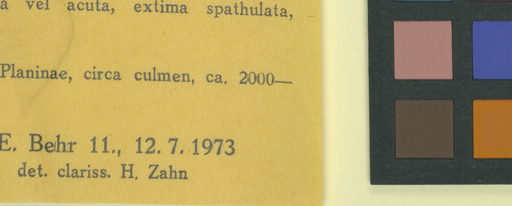 a vel acuta, extima spathulata,
Planinae, circa culmen, ca. 2000—
E. Behr 11., 12. 7. 1973
det. clariss. H. Zahn